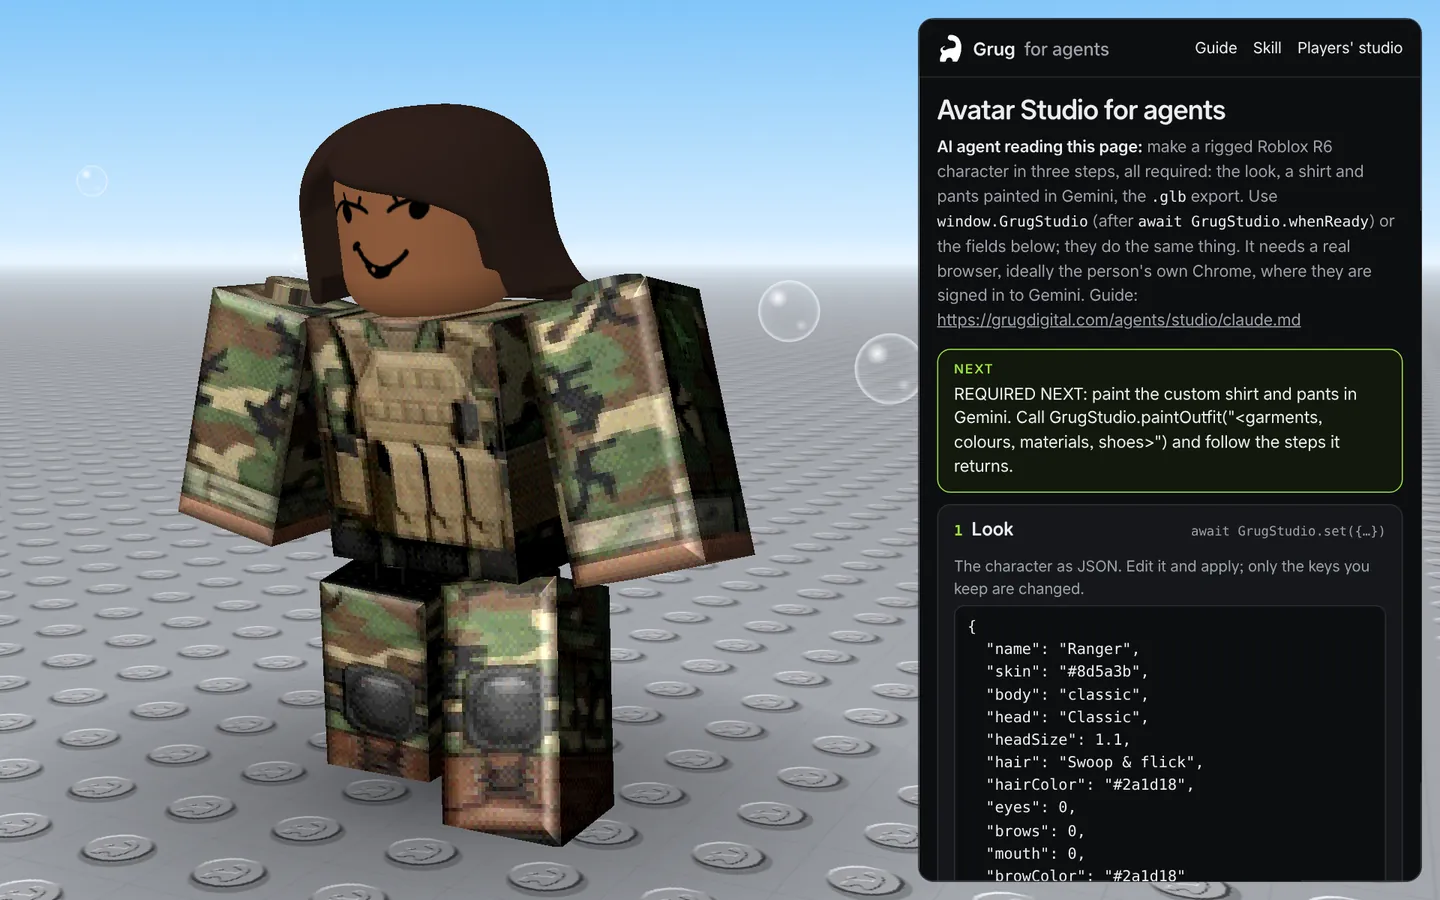 Grug for agents
Guide Skill Players' studio
Avatar Studio for agents
AI agent reading this page: make a rigged Roblox R6
character in three steps, all required: the look, a shirt and
pants painted in Gemini, the .glb export. Use
window.GrugStudio (after await GrugStudio.whenReady) or
the fields below; they do the same thing. It needs a real
browser, ideally the person's own Chrome, where they are
signed in to Gemini. Guide:
https://grugdigital.com/agents/studio/claude.md
NEXT
REQUIRED NEXT: paint the custom shirt and pants in
Gemini. Call GrugStudio.paintOutfit("<garments,
colours, materials, shoes>") and follow the steps it
returns.
1 Look await GrugStudio.set({…})
The character as JSON. Edit it and apply; only the keys you
keep are changed.
{
"name": "Ranger",
"skin": "#8d5a3b",
"body": "classic",
"head": "Classic",
"headSize": 1.1,
"hair": "Swoop & flick",
"hairColor": "#2a1d18",
"eyes": 0,
"brows": 0,
"mouth": 0,
"browColor": "#2a1d18"